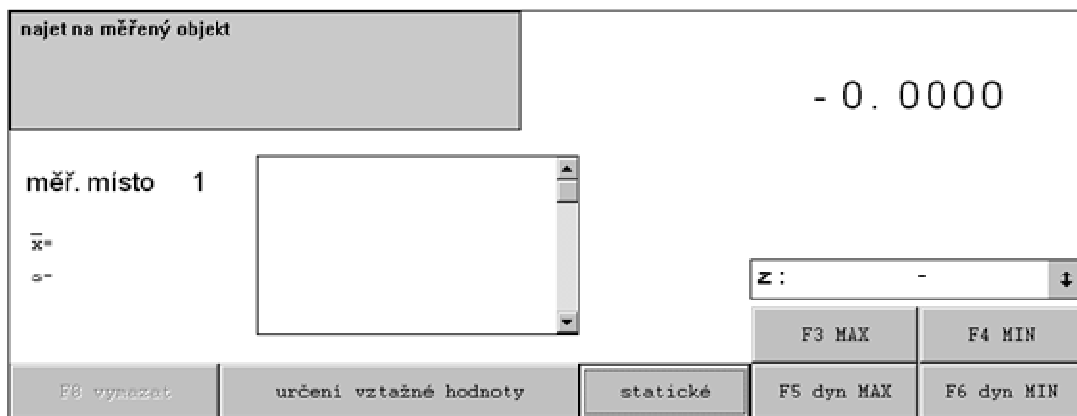 najet na měřený objekt
- 0. 0000
měř. místo 1
x̄=
z: -
F3 MAX F4 MIN
F8 vymazat určení vztažné hodnoty statické F5 dyn MAX F6 dyn MIN